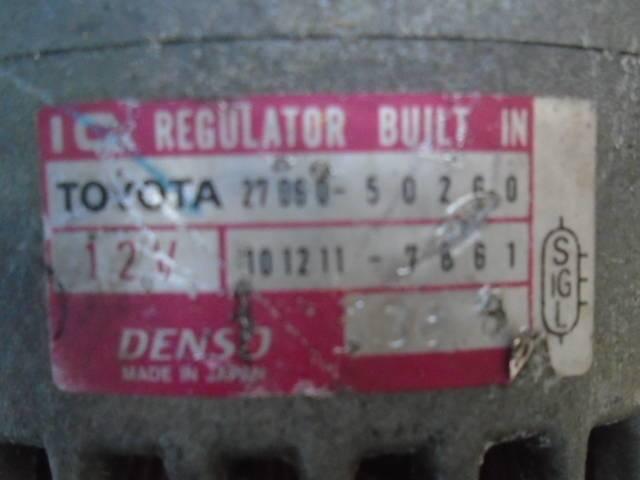 IC REGULATOR BUILT IN
TOYOTA 27060-50260
12V 101211-7861
DENSO
MADE IN JAPAN
S
IG
L